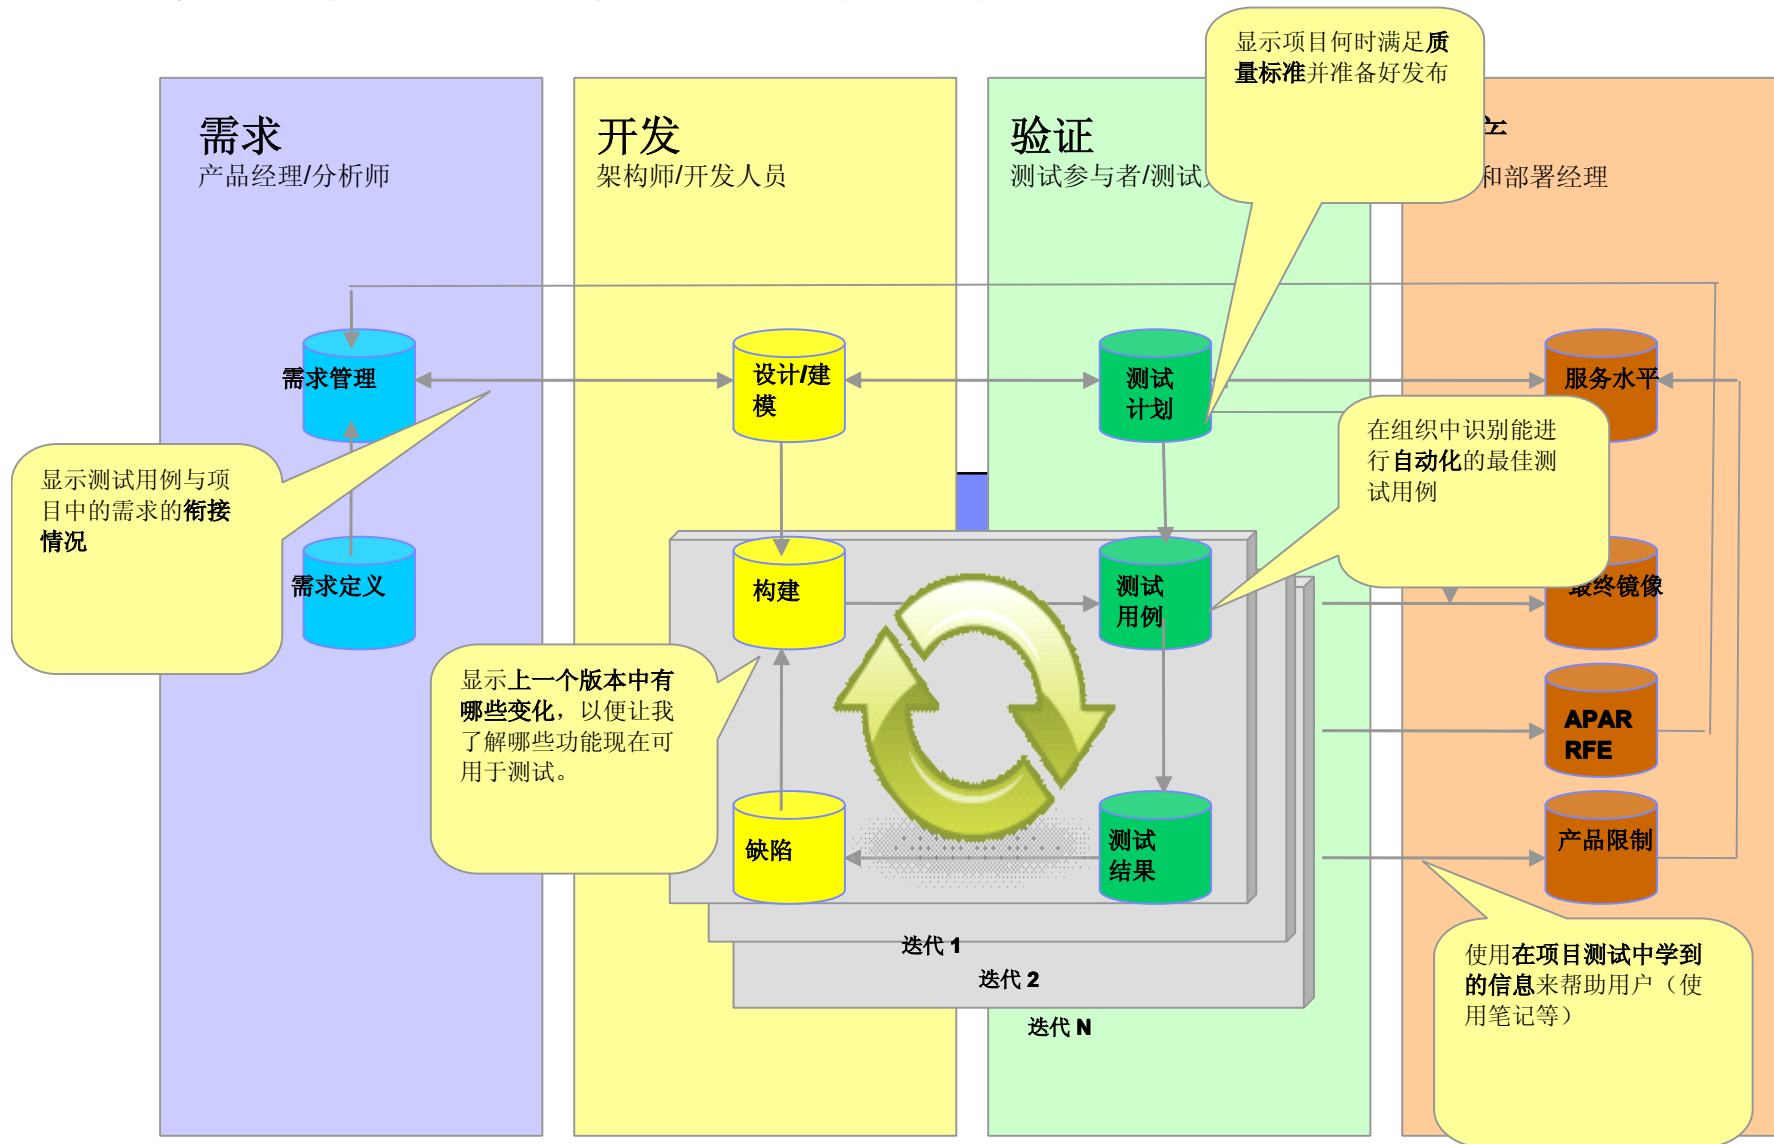 显示项目何时满足质
量标准并准备好发布
需求
产品经理/分析师
开发
架构师/开发人员
验证
测试参与者/测试
和部署经理
需求管理
设计/建
模
测试
计划
服务水平
在组织中识别能进
行自动化的最佳测
试用例
显示测试用例与项
目中的需求的衔接
情况
需求定义
构建
测试
用例
最终镜像
显示上一个版本中有
哪些变化，以便让我
了解哪些功能现在可
用于测试。
APAR
RFE
缺陷
测试
结果
产品限制
迭代 1
迭代 2
迭代 N
使用在项目测试中学到
的信息来帮助用户（使
用笔记等）